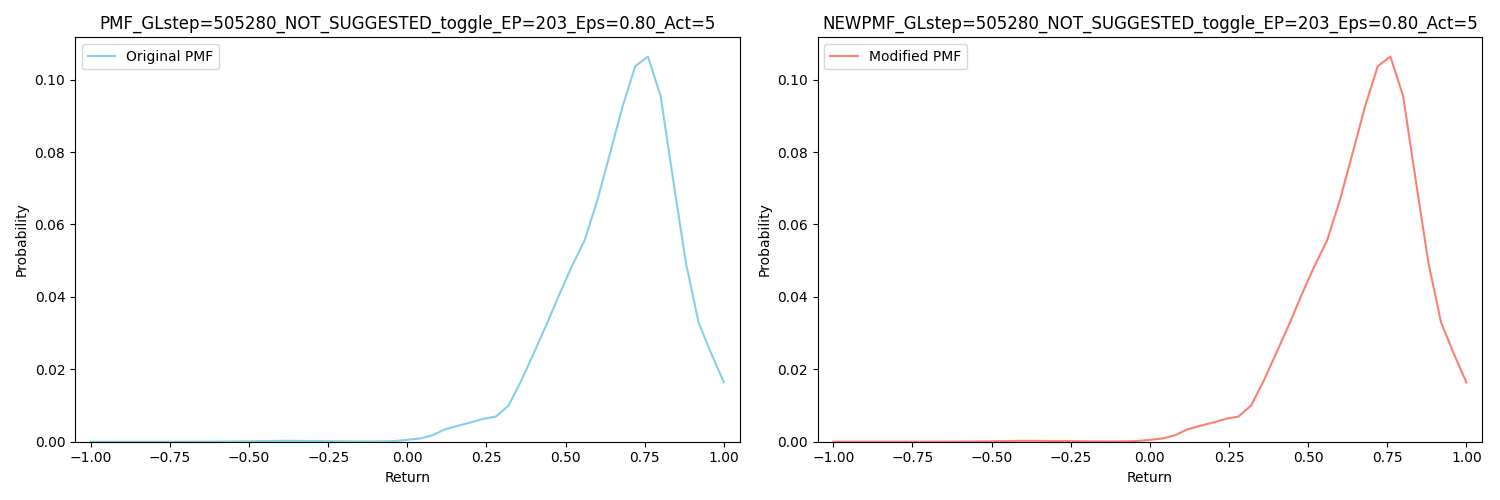 PMF_GLstep=505280_NOT_SUGGESTED_toggle_EP=203_Eps=0.80_Act=5
Original PMF
0.10
0.08
0.06
0.04
0.02
0.00
Probability
−1.00 −0.75 −0.50 −0.25 0.00 0.25 0.50 0.75 1.00
Return
NEWPMF_GLstep=505280_NOT_SUGGESTED_toggle_EP=203_Eps=0.80_Act=5
Modified PMF
0.10
0.08
0.06
0.04
0.02
0.00
Probability
−1.00 −0.75 −0.50 −0.25 0.00 0.25 0.50 0.75 1.00
Return